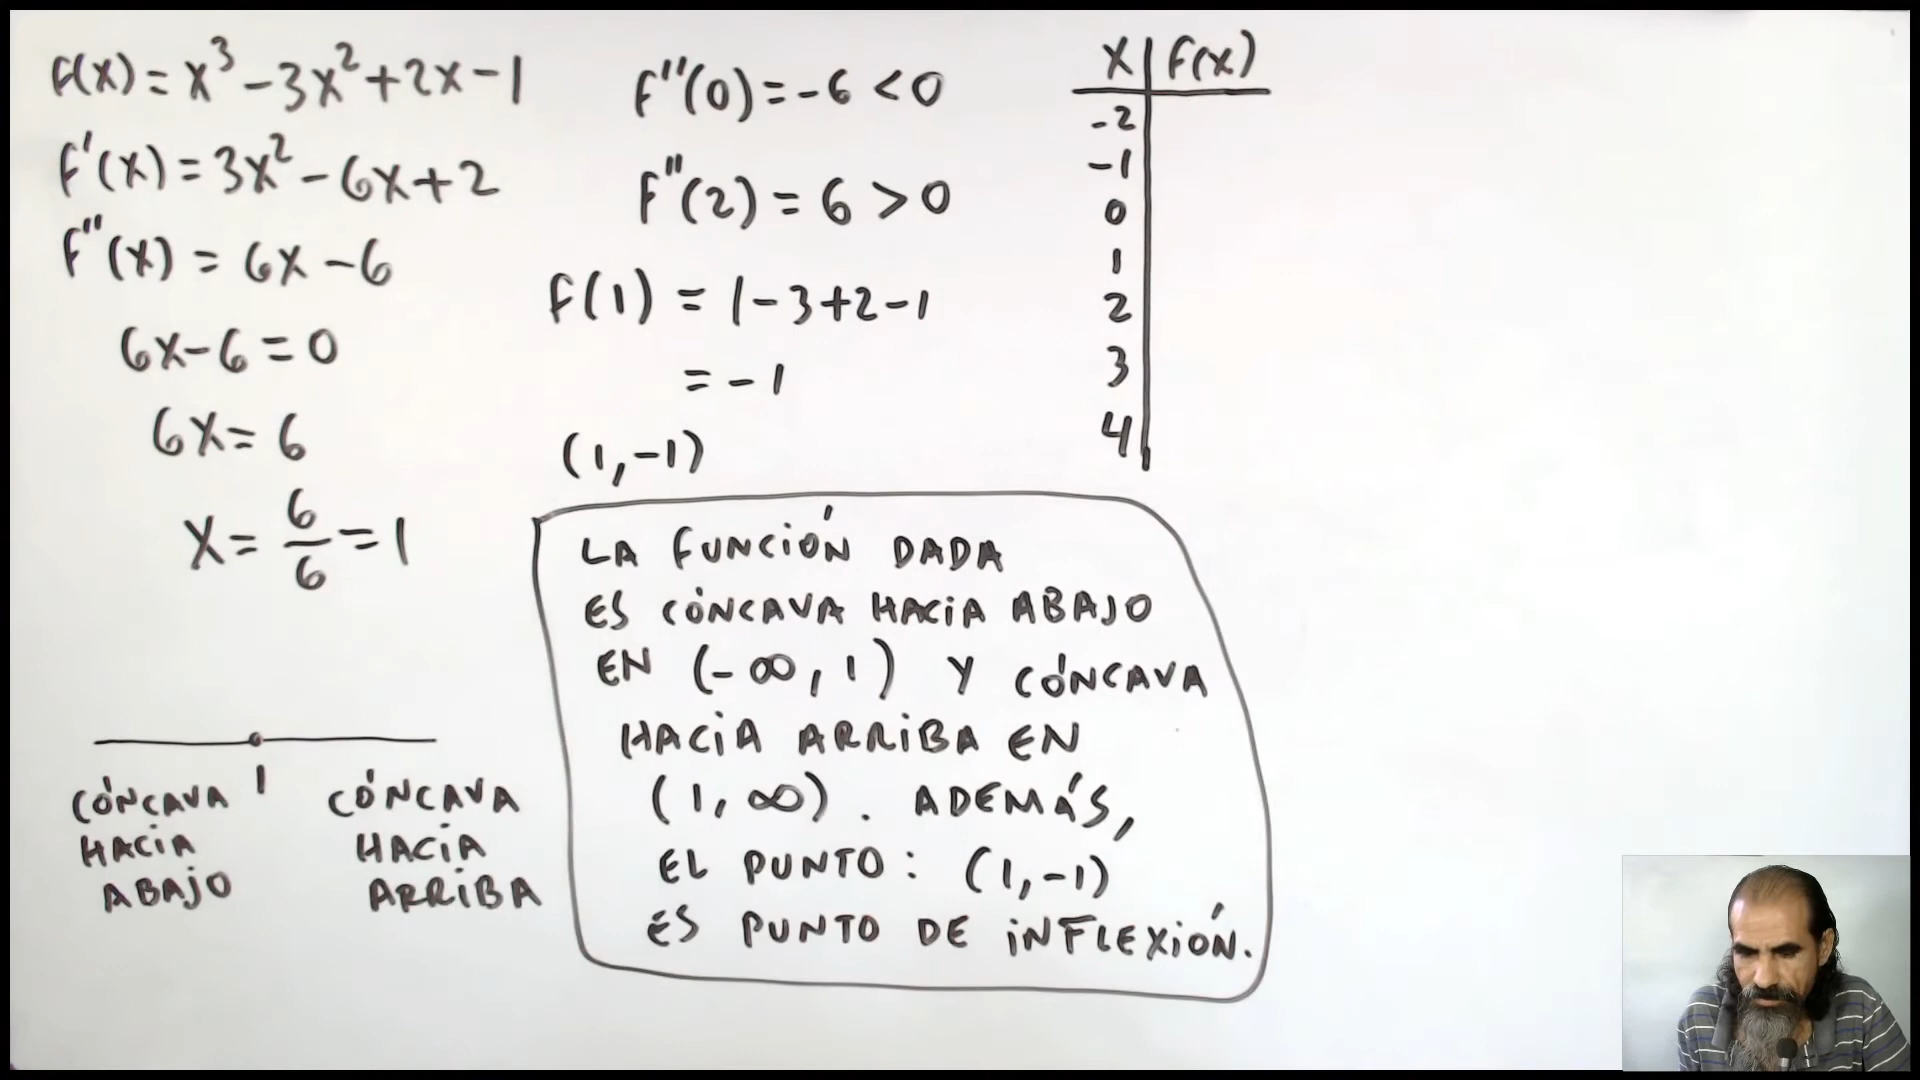 f(x) = x³ - 3x² + 2x - 1
f'(x) = 3x² - 6x + 2
f''(x) = 6x - 6
6x - 6 = 0
6x = 6
x = 6/6 = 1
1
CÓNCAVA HACIA ABAJO
CÓNCAVA HACIA ARRIBA
f''(0) = -6 < 0
f''(2) = 6 > 0
f(1) = 1 - 3 + 2 - 1
= -1
(1, -1)
LA FUNCIÓN DADA
ES CÓNCAVA HACIA ABAJO
EN (-∞, 1) Y CÓNCAVA
HACIA ARRIBA EN
(1, ∞). ADEMÁS,
EL PUNTO: (1, -1)
ES PUNTO DE INFLEXIÓN.
x | f(x)
-2
-1
0
1
2
3
4